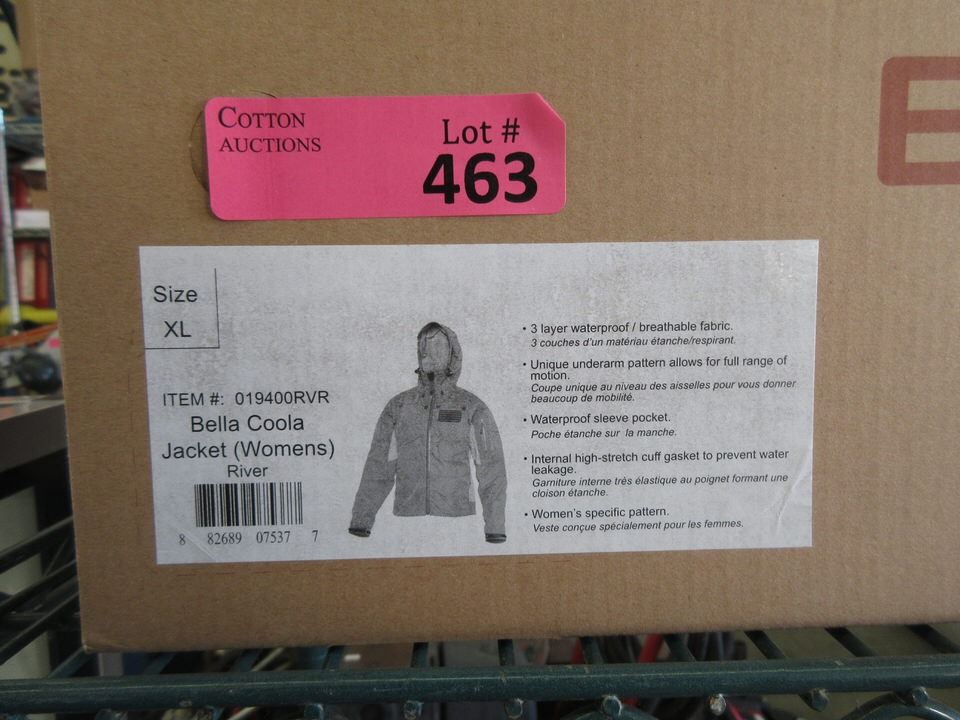 COTTON
AUCTIONS
Lot #
463
Size
XL
ITEM #: 019400RVR
Bella Coola
Jacket (Womens)
River
8 82689 07537 7
• 3 layer waterproof / breathable fabric.
3 couches d'un matériau étanche/respirant.
• Unique underarm pattern allows for full range of
motion.
Coupe unique au niveau des aisselles pour vous donner
beaucoup de mobilité.
• Waterproof sleeve pocket.
Poche étanche sur la manche.
• Internal high-stretch cuff gasket to prevent water
leakage.
Garniture interne très élastique au poignet formant une
cloison étanche.
• Women's specific pattern.
Veste conçue spécialement pour les femmes.
E